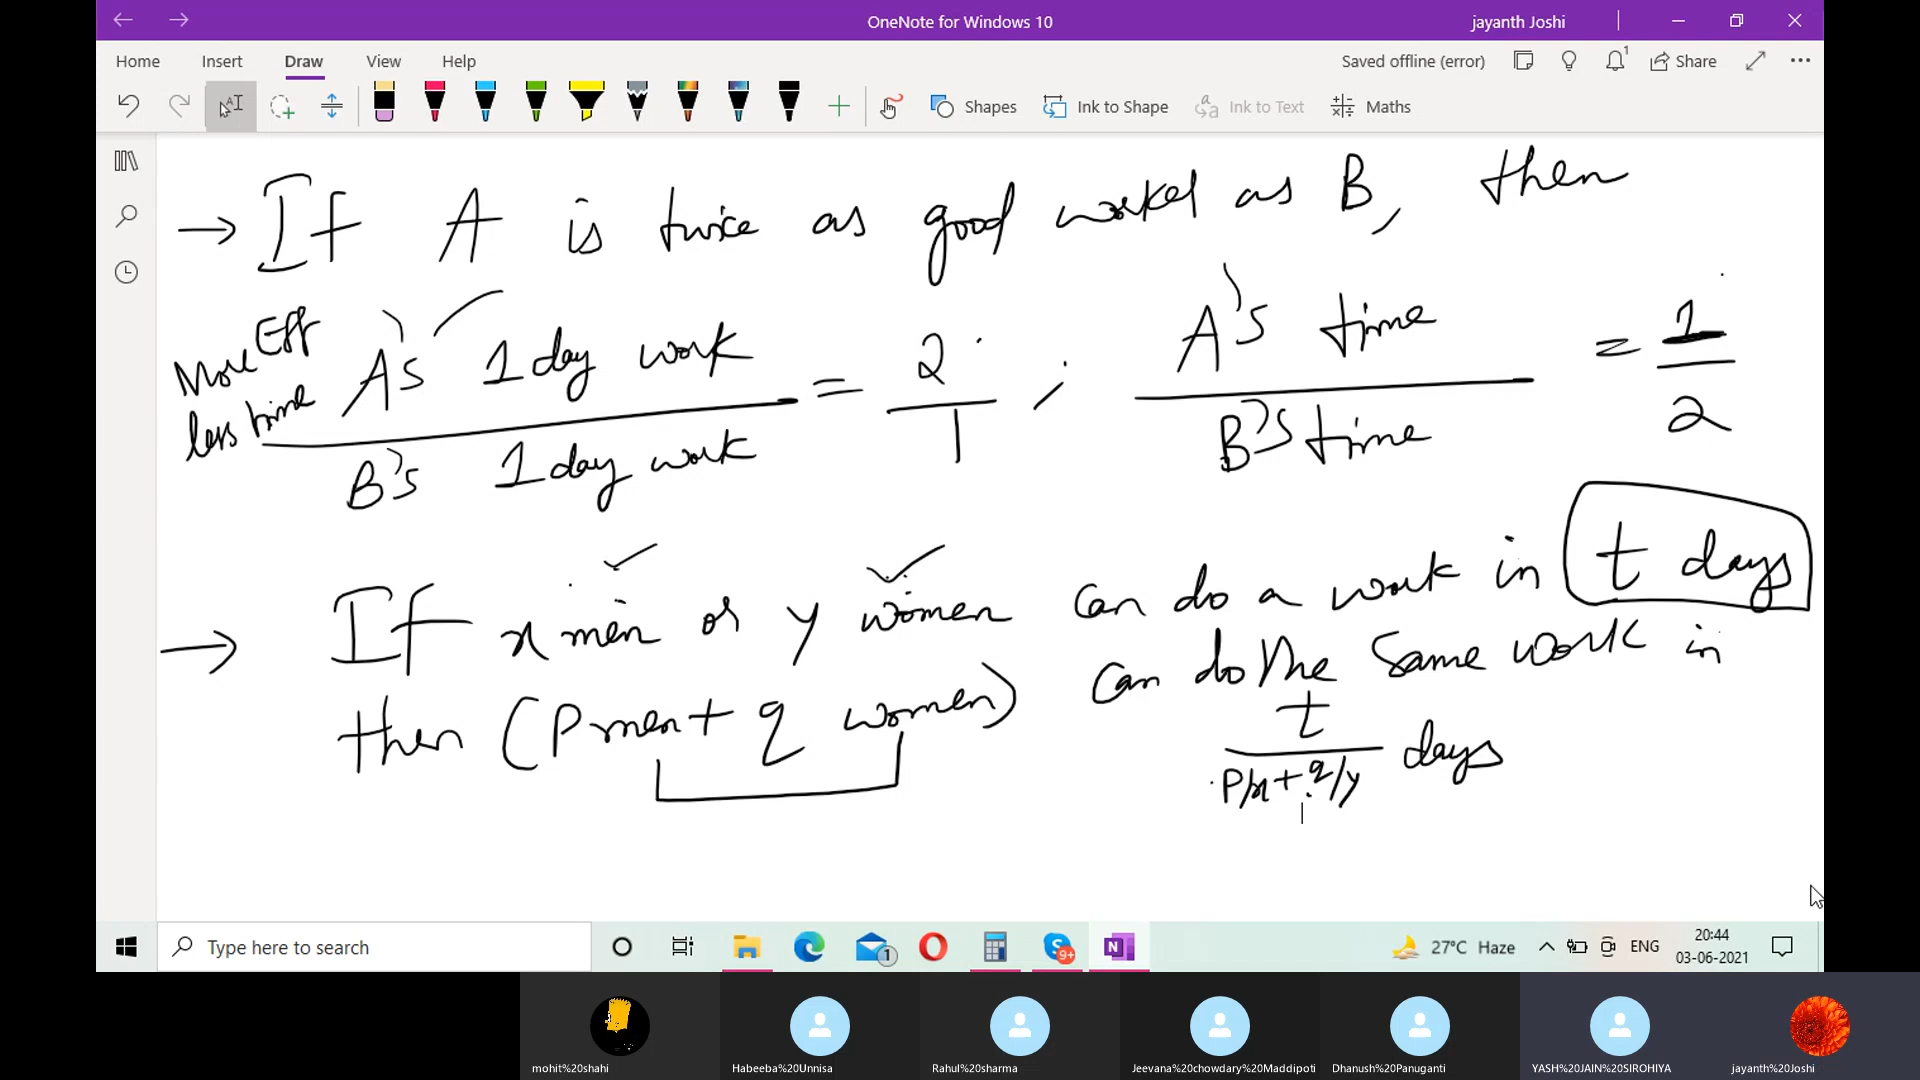 OneNote for Windows 10
jayanth Joshi
Home Insert Draw View Help
Saved offline (error)
1
Share
Shapes
Ink to Shape
Ink to Text
Maths
→ If A is twice as good worker as B, then
More Eff
less time
A's 1 day work / B's 1 day work = 2/1 ; A's time / B's time = 1/2
→ If x men or y women can do a work in t days
then (P men + q women) can do the same work in
t / P/x + q/y days
Type here to search
1
9+
27°C Haze
ENG
20:44
03-06-2021
mohit%20shahi
Habeeba%20Unnisa
Rahul%20sharma
Jeevana%20chowdary%20Maddipoti
Dhanush%20Panuganti
YASH%20JAIN%20SIROHIYA
jayanth%20Joshi